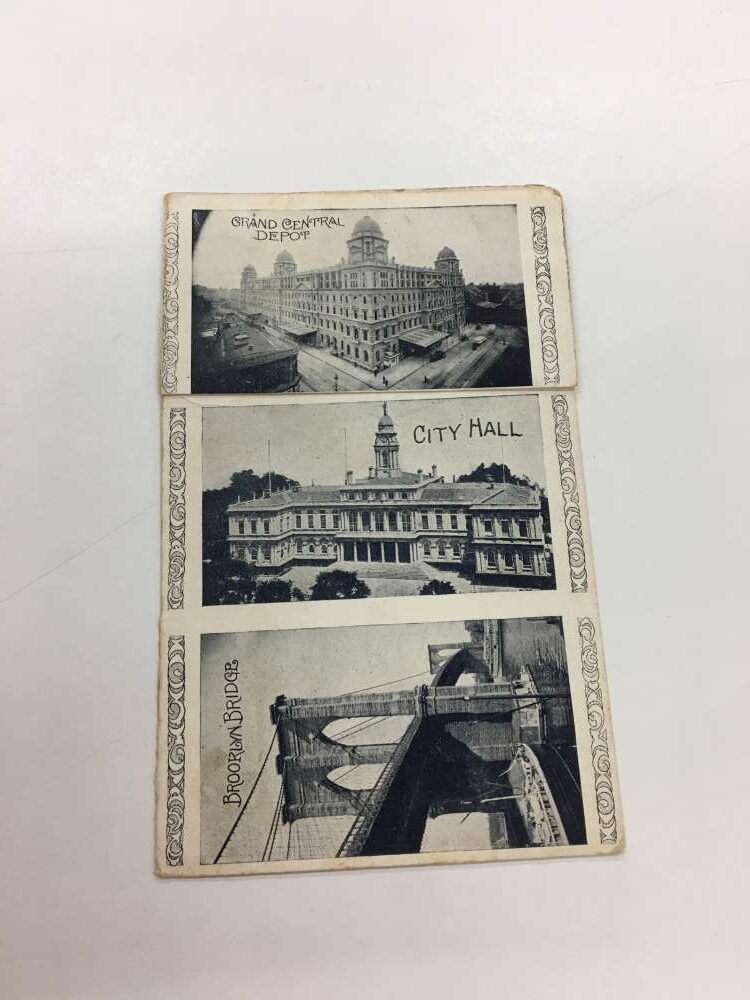 GRAND CENTRAL
DEPOT.
CITY HALL
BROOKLYN BRIDGE